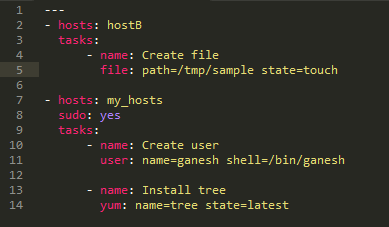 1 ---
2 - hosts: hostB
3   tasks:
4       - name: Create file
5         file: path=/tmp/sample state=touch
6
7 - hosts: my_hosts
8   sudo: yes
9   tasks:
10       - name: Create user
11         user: name=ganesh shell=/bin/ganesh
12
13       - name: Install tree
14         yum: name=tree state=latest